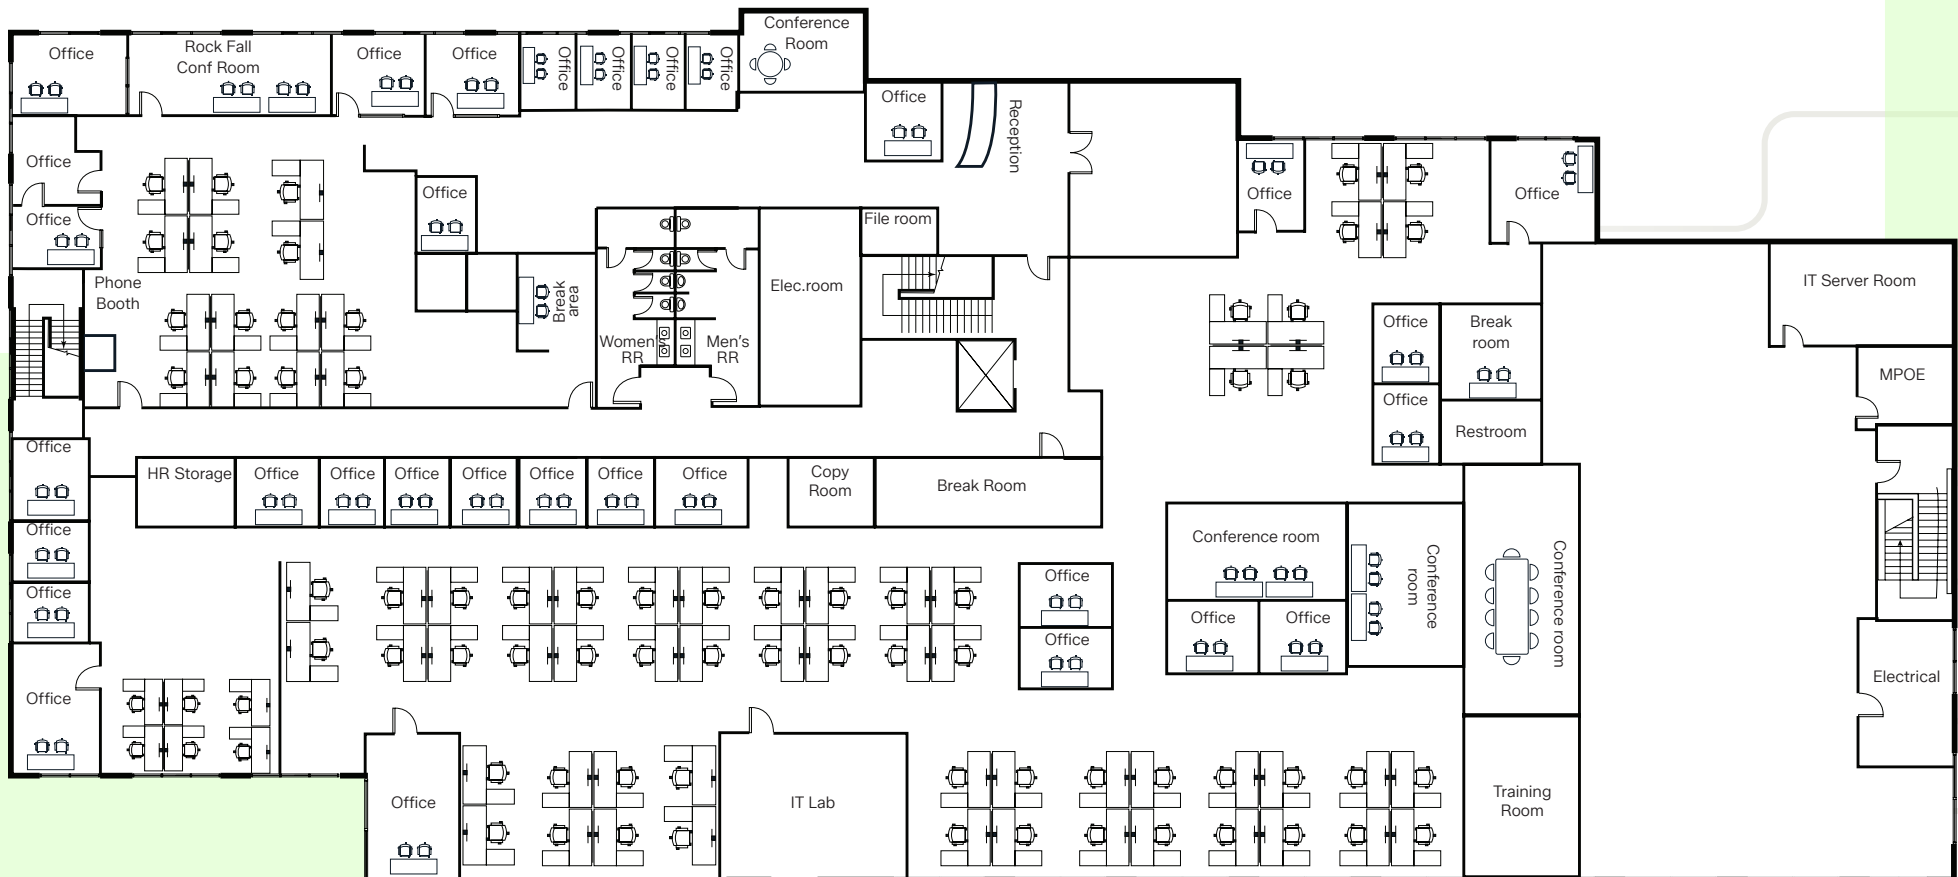 Conference
Room
Office
Rock Fall
Conf Room
Office
Office
Office
Office
Office
Office
Office
Reception
Office
Office
Office
Office
Office
Office
File room
Phone
Booth
Break
area
Elec.room
IT Server Room
Women's
RR
Men's
RR
Office
Break
room
MPOE
Office
Restroom
Office
HR Storage
Office
Office
Office
Office
Office
Office
Office
Copy
Room
Break Room
Office
Conference room
Conference
room
Conference room
Office
Office
Office
Office
Office
Office
Electrical
Office
Office
IT Lab
Training
Room